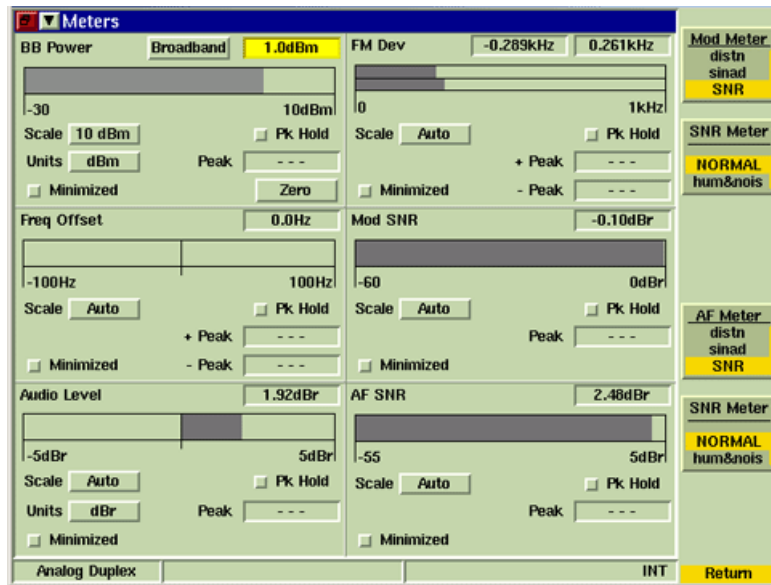 Meters
BB Power Broadband 1.0dBm
-30 10dBm
Scale 10 dBm Pk Hold
Units dBm Peak - - -
Minimized Zero
FM Dev -0.289kHz 0.261kHz
0 1kHz
Scale Auto Pk Hold
+ Peak - - -
Minimized - Peak - - -
Freq Offset 0.0Hz
-100Hz 100Hz
Scale Auto Pk Hold
+ Peak - - -
Minimized - Peak - - -
Mod SNR -0.10dBr
-60 0dBr
Scale Auto Pk Hold
Peak - - -
Minimized
Audio Level 1.92dBr
-5dBr 5dBr
Scale Auto Pk Hold
Units dBr Peak - - -
Minimized
AF SNR 2.48dBr
-55 5dBr
Scale Auto Pk Hold
Peak - - -
Minimized
Analog Duplex INT
Mod Meter
distn
sinad
SNR
SNR Meter
NORMAL
hum&nois
AF Meter
distn
sinad
SNR
SNR Meter
NORMAL
hum&nois
Return